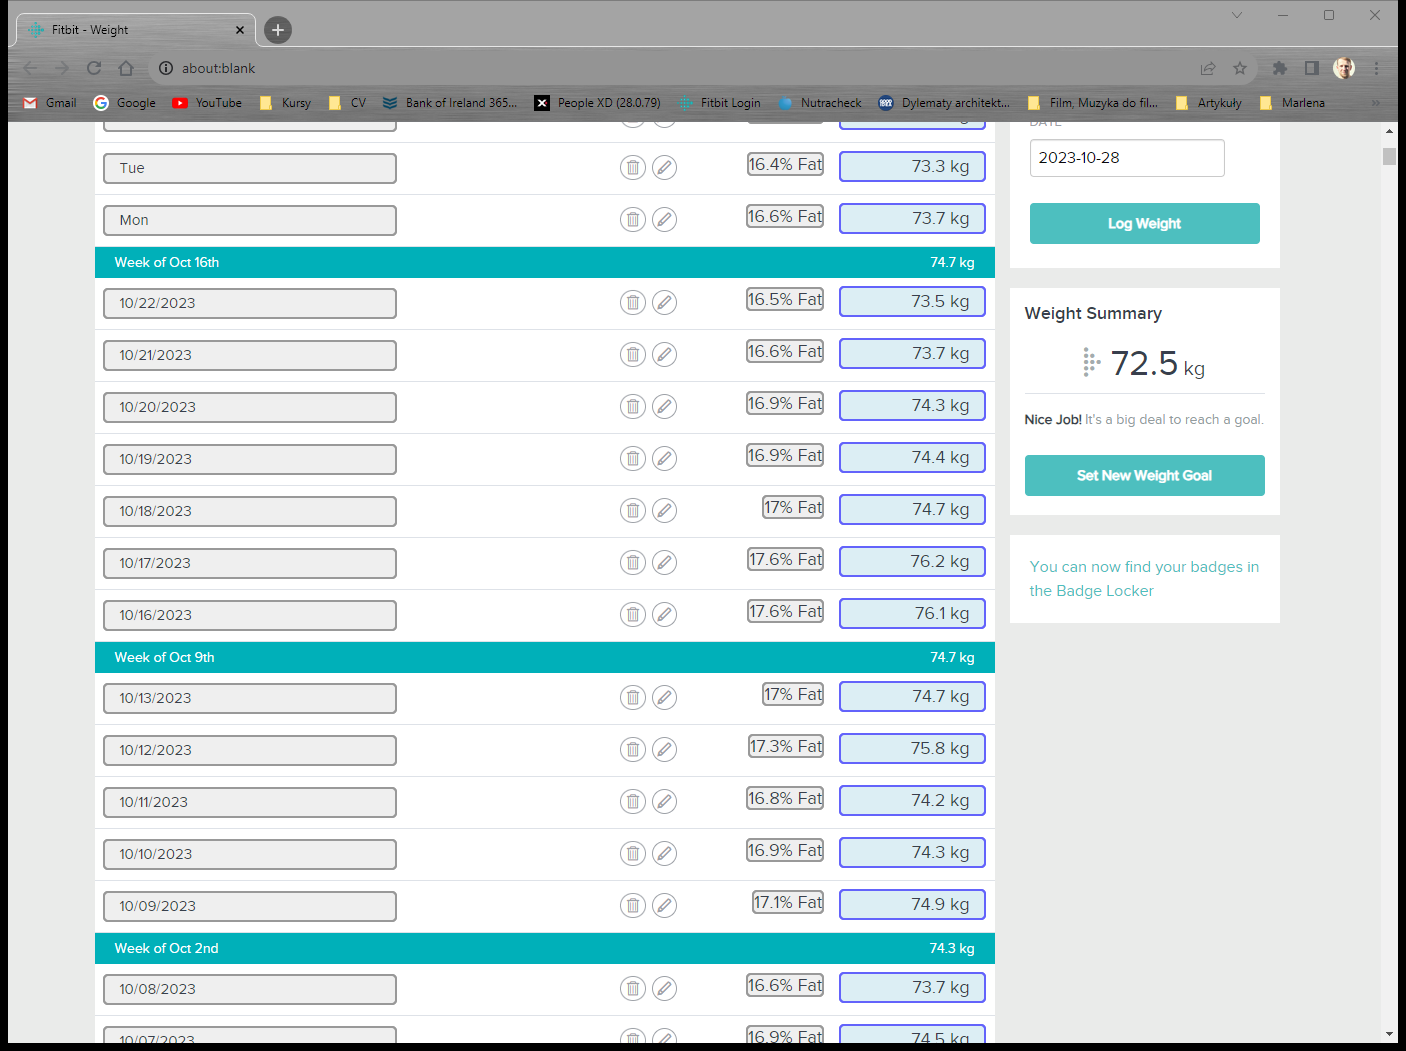 Fitbit - Weight
about:blank
Gmail Google YouTube Kursy CV Bank of Ireland 365... People XD (28.0.79) Fitbit Login Nutracheck Dylematy architekt... Film, Muzyka do fil... Artykuły Marlena
DATE
2023-10-28
Log Weight
Tue 16.4% Fat 73.3 kg
Mon 16.6% Fat 73.7 kg
Week of Oct 16th 74.7 kg
10/22/2023 16.5% Fat 73.5 kg
10/21/2023 16.6% Fat 73.7 kg
10/20/2023 16.9% Fat 74.3 kg
10/19/2023 16.9% Fat 74.4 kg
10/18/2023 17% Fat 74.7 kg
10/17/2023 17.6% Fat 76.2 kg
10/16/2023 17.6% Fat 76.1 kg
Week of Oct 9th 74.7 kg
10/13/2023 17% Fat 74.7 kg
10/12/2023 17.3% Fat 75.8 kg
10/11/2023 16.8% Fat 74.2 kg
10/10/2023 16.9% Fat 74.3 kg
10/09/2023 17.1% Fat 74.9 kg
Week of Oct 2nd 74.3 kg
10/08/2023 16.6% Fat 73.7 kg
10/07/2023 16.9% Fat 74.5 kg
Weight Summary
72.5 kg
Nice Job! It's a big deal to reach a goal.
Set New Weight Goal
You can now find your badges in
the Badge Locker